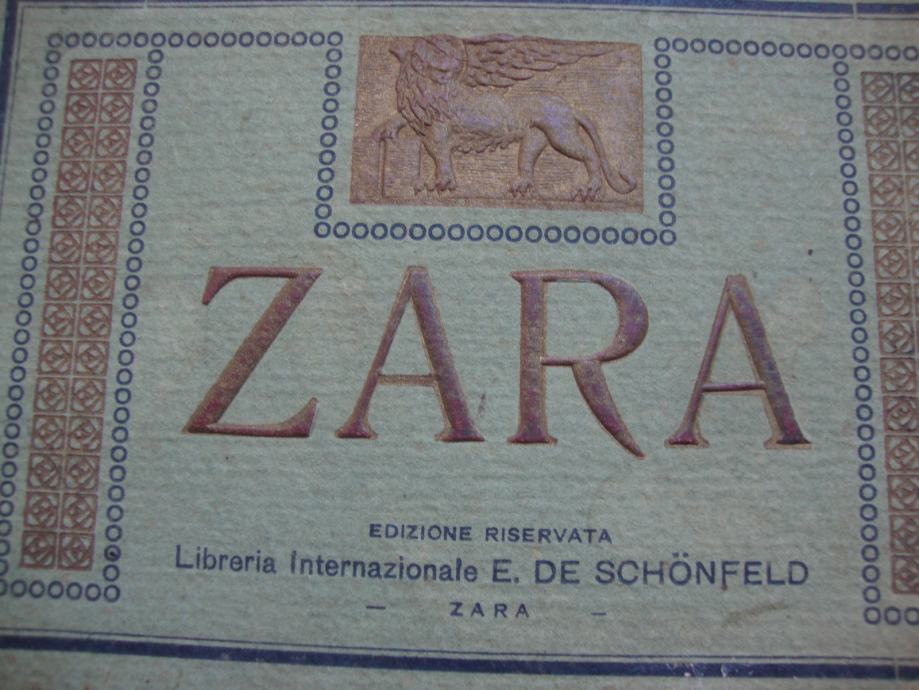 ZARA
EDIZIONE RISERVATA
Libreria Internazionale E. DE SCHÖNFELD
— ZARA —